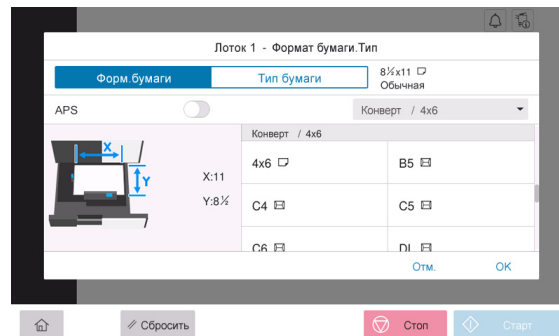 Лоток 1 - Формат бумаги.Тип
Форм.бумаги
Тип бумаги
8½x11
Обычная
APS
Конверт / 4x6
X
Y
X:11
Y:8½
Конверт / 4x6
4x6
B5
C4
C5
C6
DL
Отм.
OK
Сбросить
Стоп
Старт